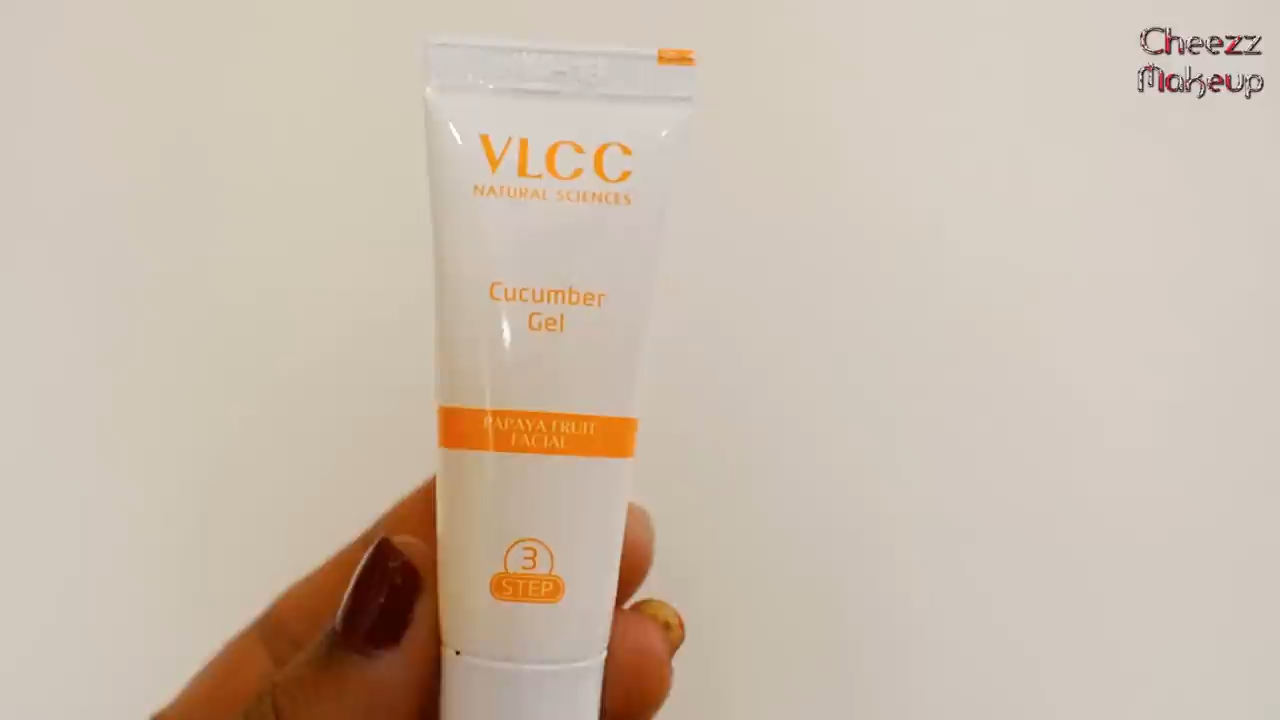 Cheezz
Makeup
VLCC
NATURAL SCIENCES
Cucumber
Gel
PAPAYA FRUIT
FACIAL
3
STEP